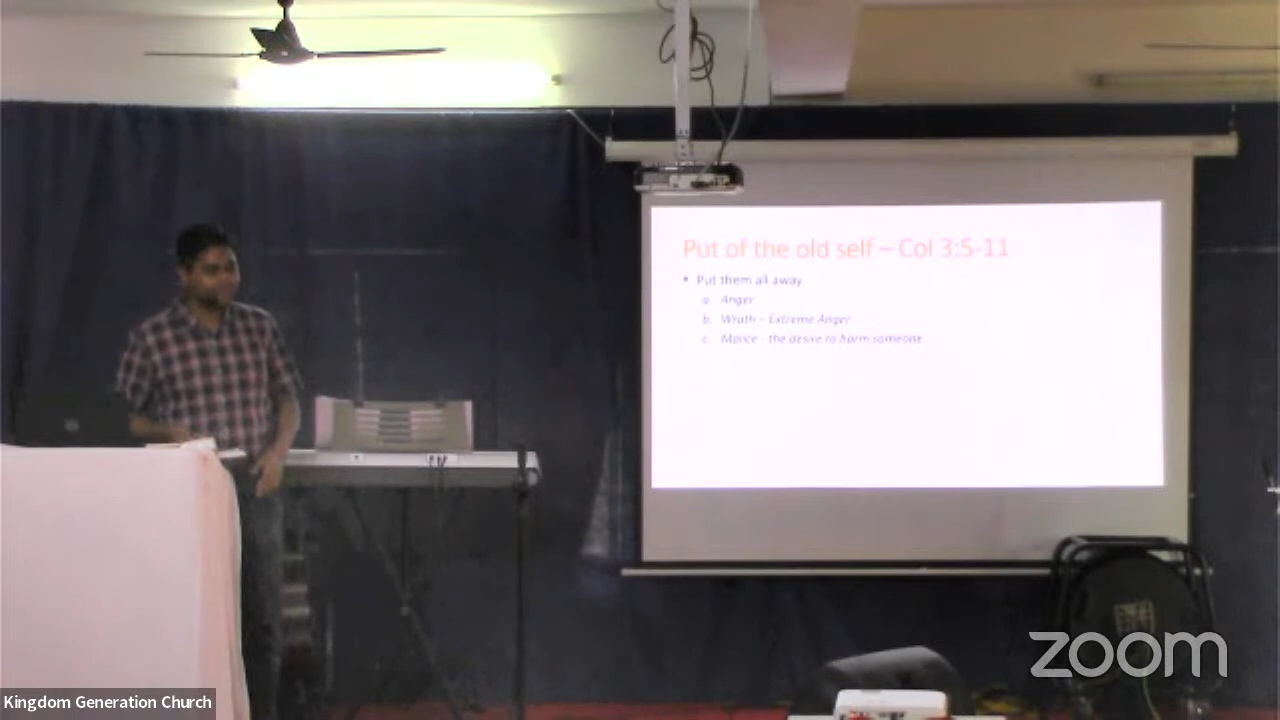 Put of the old self – Col 3:5-11
• Put them all away
a. Anger
b. Wrath – Extreme Anger
c. Malice - the desire to harm someone
zoom
Kingdom Generation Church